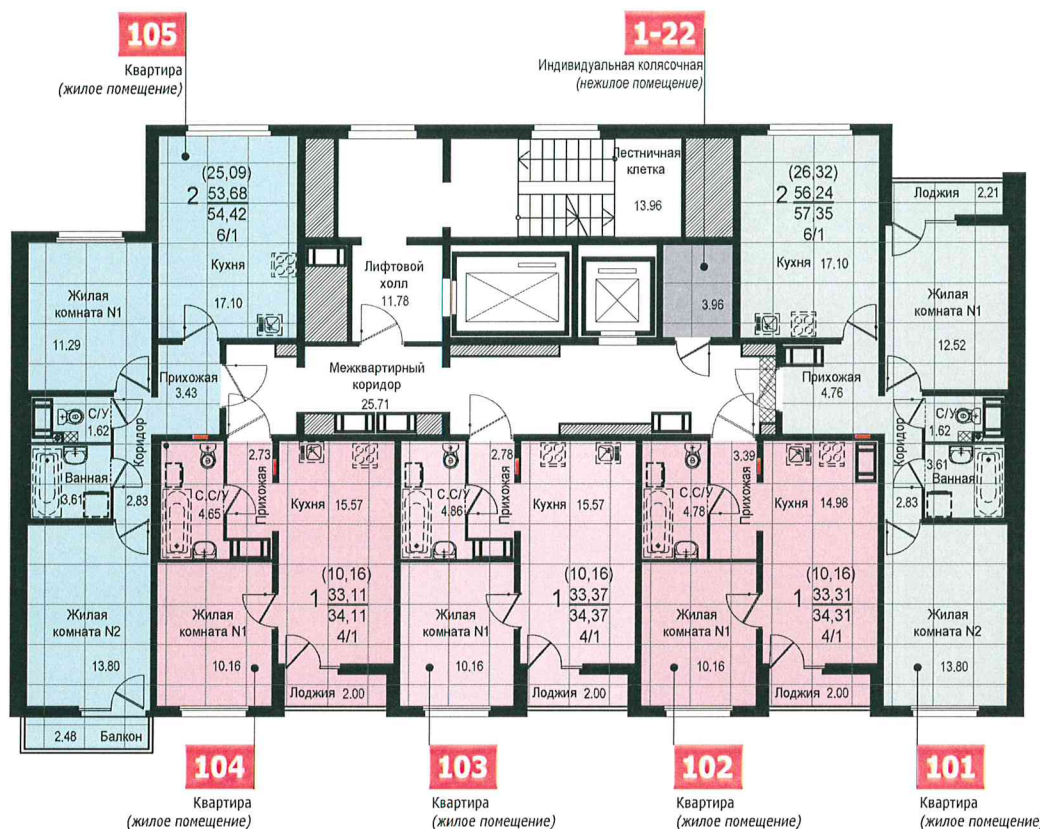 105
Квартира
(жилое помещение)
1-22
Индивидуальная колясочная
(нежилое помещение)
(25,09)
2 53,68
54,42
6/1
Кухня
17.10
Лестничная
клетка
13.96
(26,32)
2 56,24
57,35
6/1
Кухня 17.10
Лоджия 2.21
Жилая
комната N1
11.29
Лифтовой
холл
11.78
3.96
Жилая
комната N1
12.52
Прихожая
3.43
Межквартирный
коридор
25.71
Прихожая
4.76
С/У
1.62
Коридор
Ванная
3.61
2.83
2.73
Прихожая
С.С/У
4.65
Кухня 15.57
2.78
Прихожая
С.С/У
4.86
Кухня 15.57
3.39
Прихожая
С.С/У
4.78
Кухня 14.98
С/У
1.62
Коридор
3.61
Ванная
2.83
Жилая
комната N2
13.80
(10,16)
1 33,11
34,11
4/1
Жилая
комната N1
10.16
(10,16)
1 33,37
34,37
4/1
Жилая
комната N1
10.16
(10,16)
1 33,31
34,31
4/1
Жилая
комната N1
10.16
Жилая
комната N2
13.80
Лоджия 2.00
Лоджия 2.00
Лоджия 2.00
2.48 Балкон
104
Квартира
(жилое помещение)
103
Квартира
(жилое помещение)
102
Квартира
(жилое помещение)
101
Квартира
(жилое помещение)